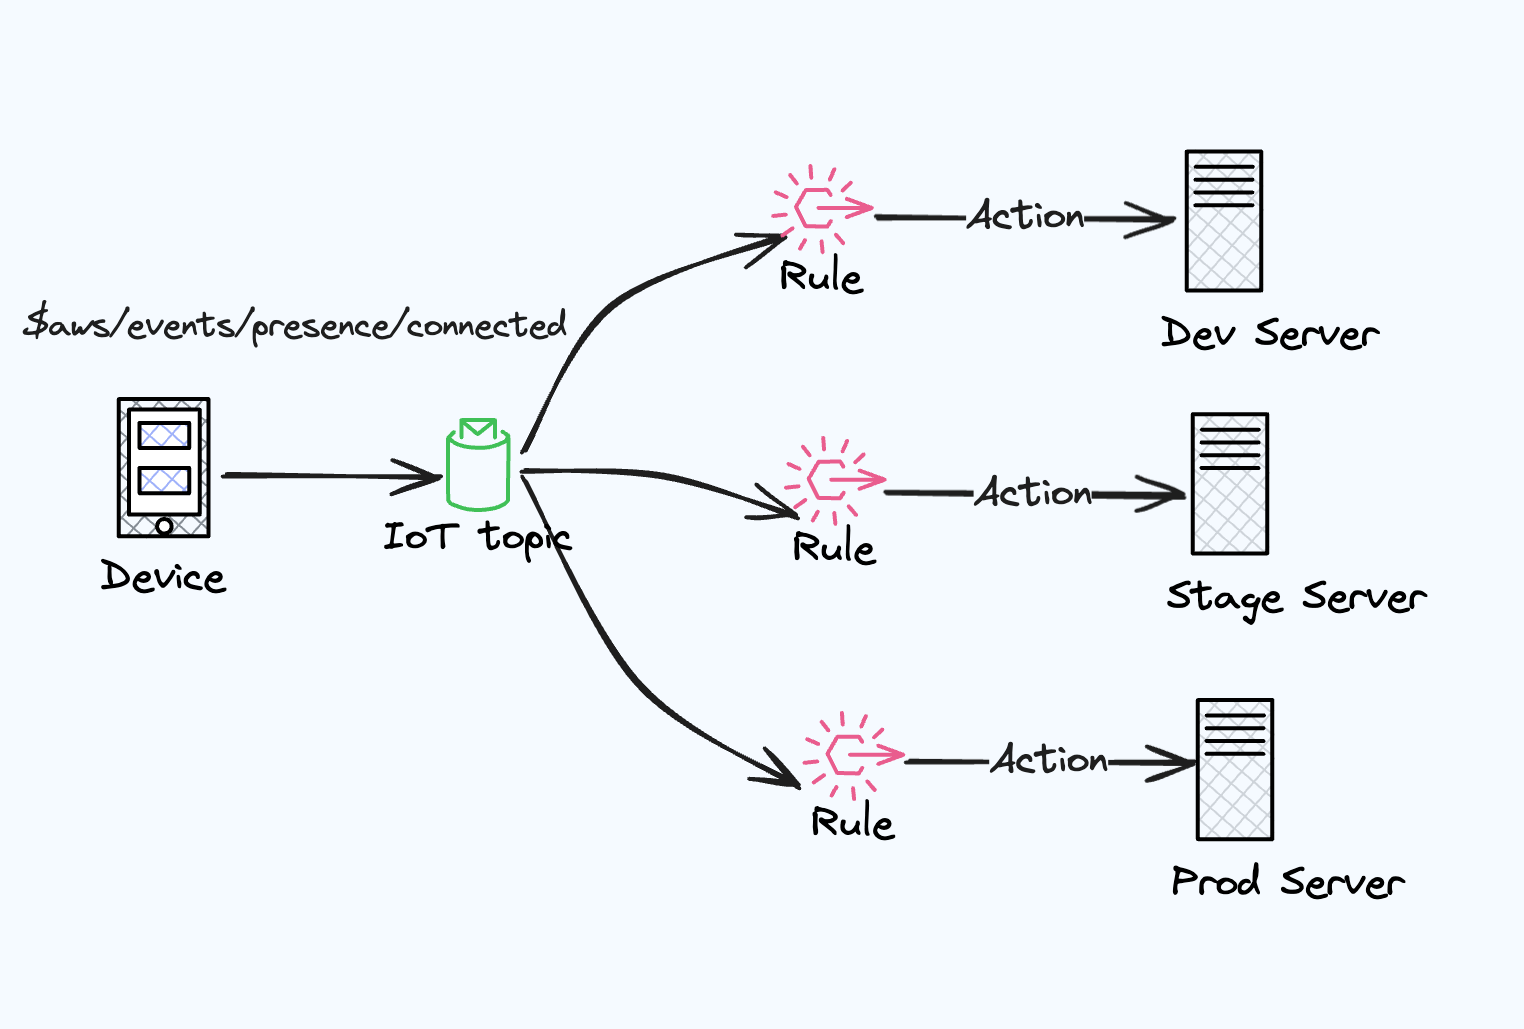 $aws/events/presence/connected
Device
IoT topic
Rule
Action
Dev Server
Rule
Action
Stage Server
Rule
Action
Prod Server